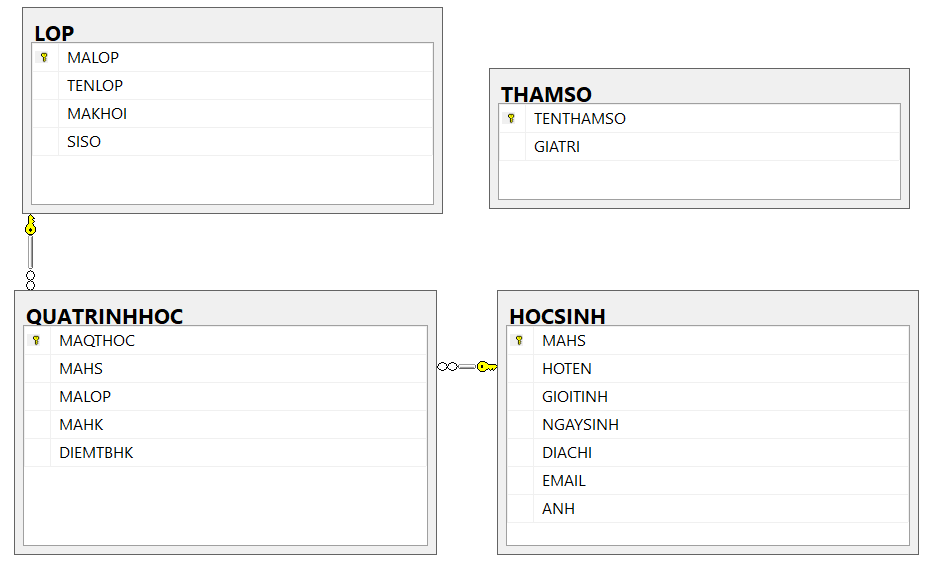 LOP
MALOP
TENLOP
MAKHOI
SISO
THAMSO
TENTHAMSO
GIATRI
QUATRINHHOC
MAQTHOC
MAHS
MALOP
MAHK
DIEMTBHK
HOCSINH
MAHS
HOTEN
GIOITINH
NGAYSINH
DIACHI
EMAIL
ANH